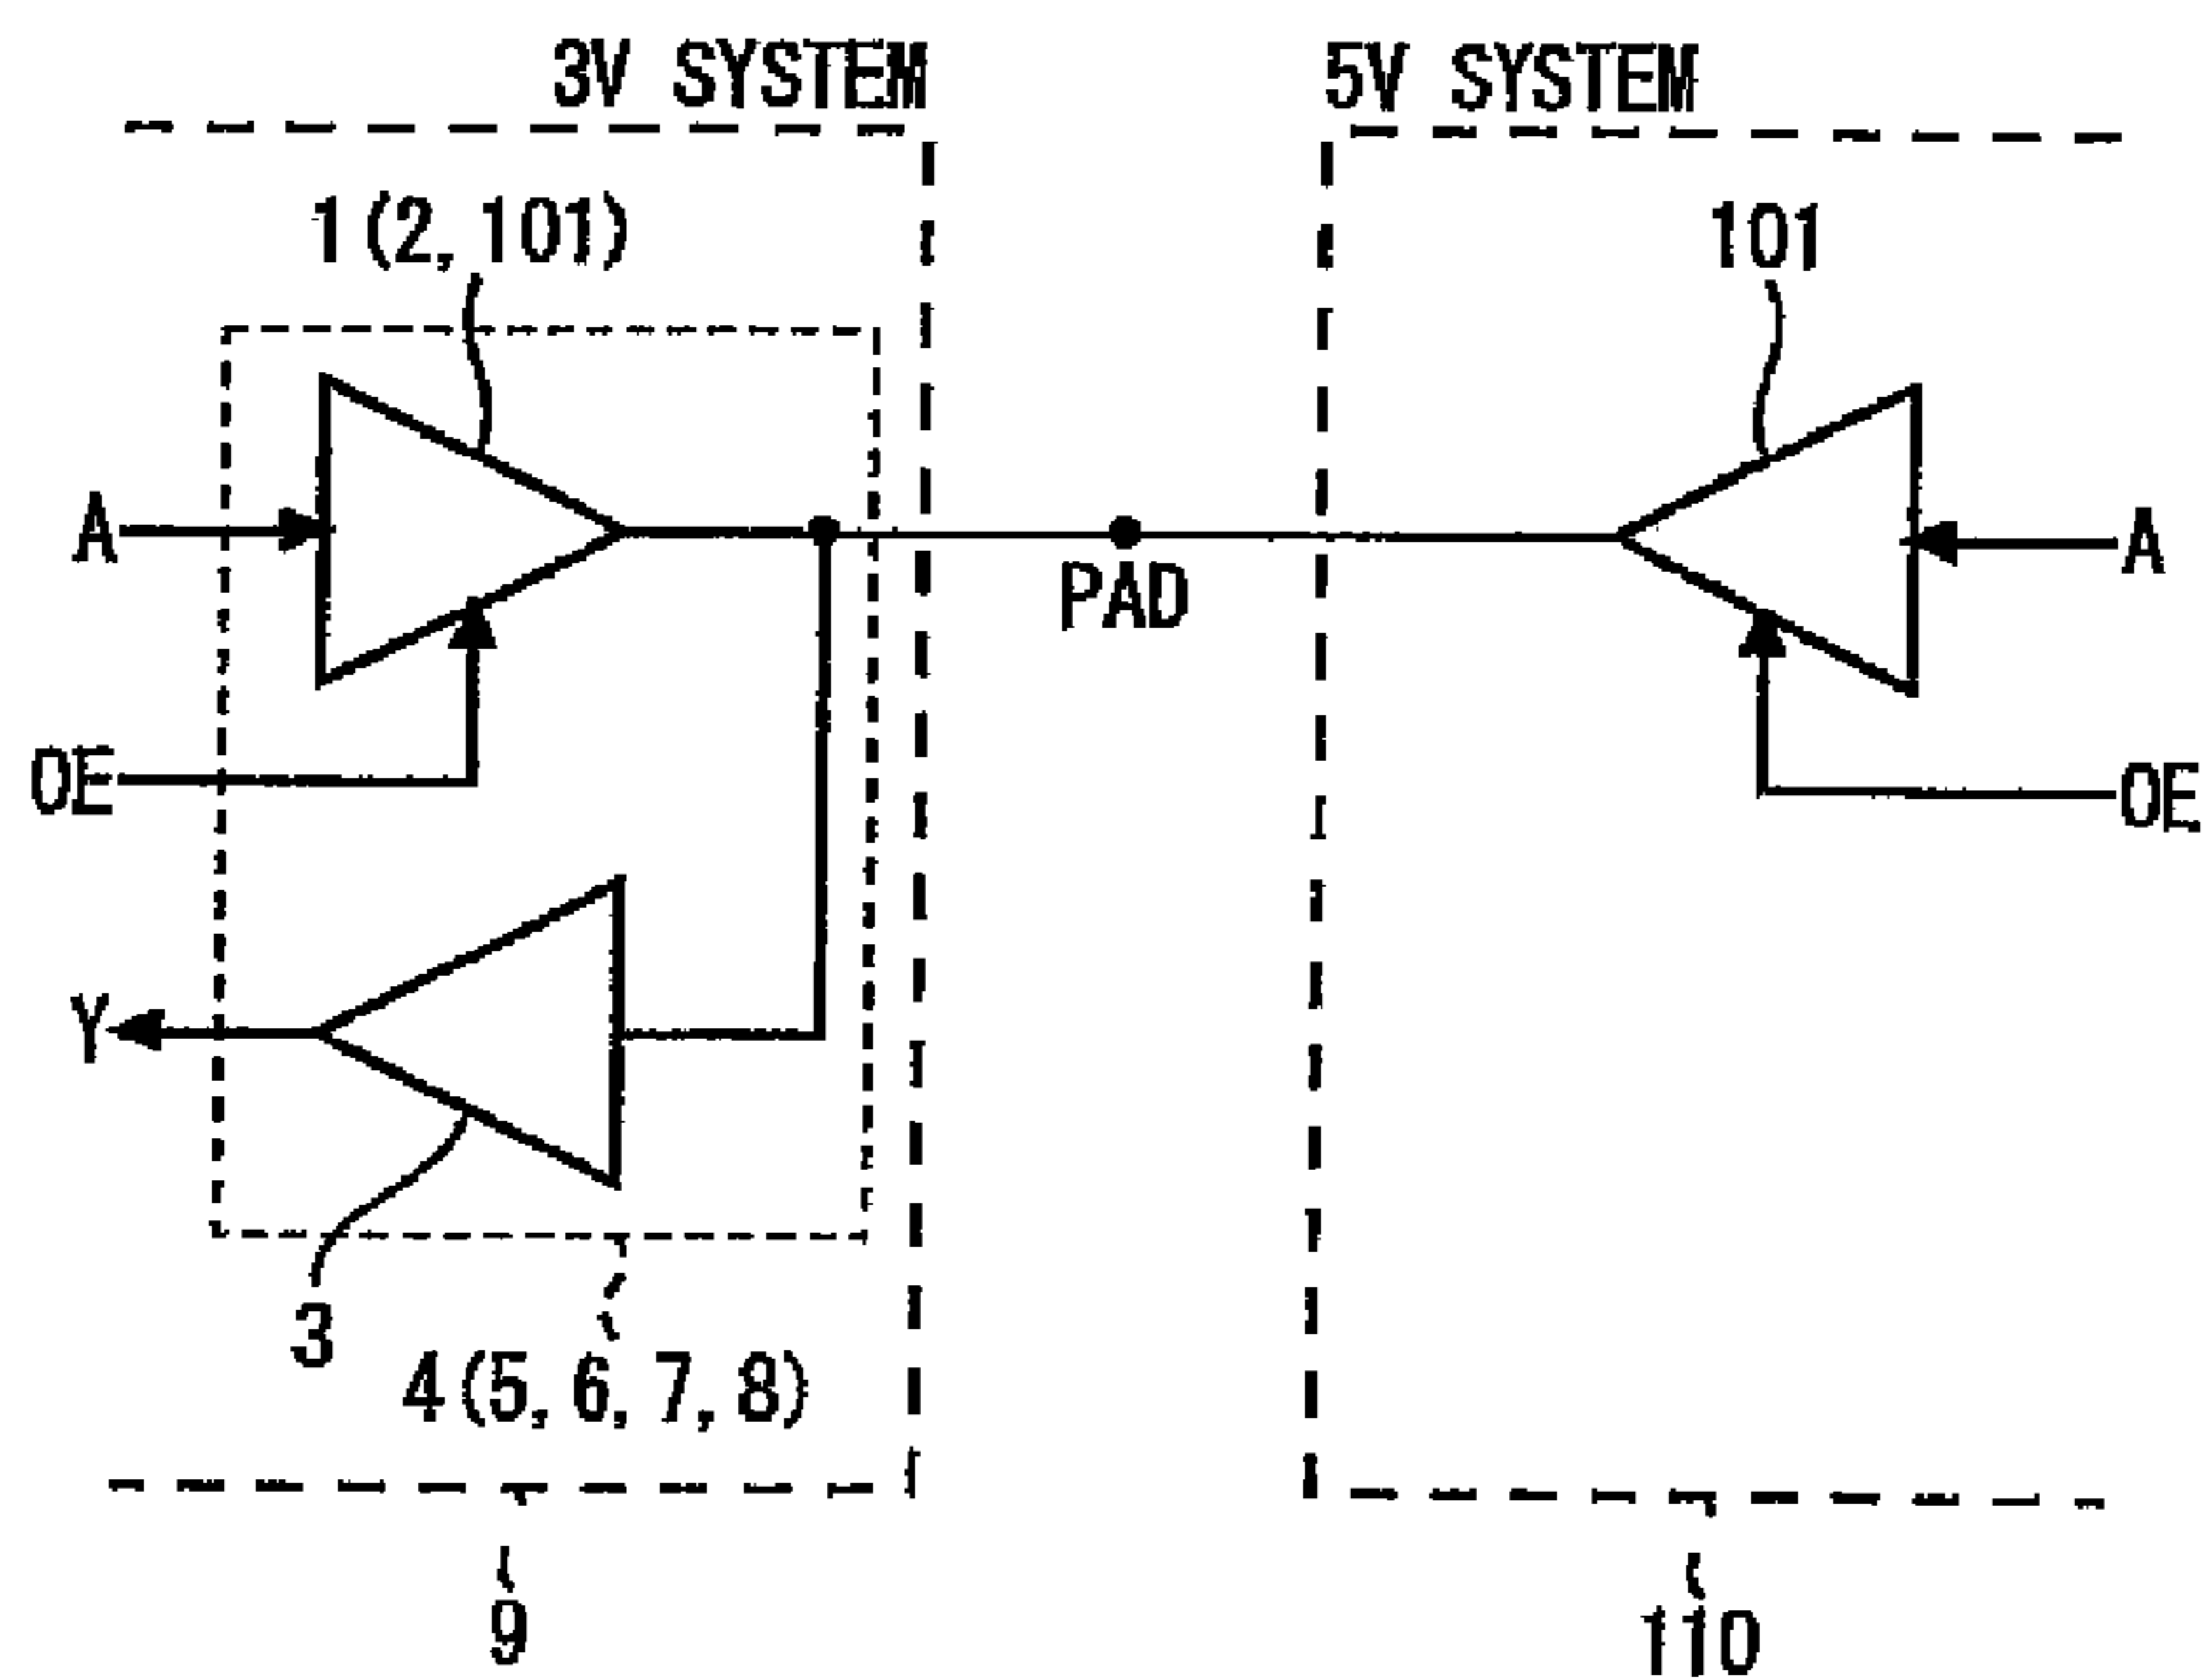 3V SYSTEM
5V SYSTEM
1(2,101)
101
A
A
PAD
OE
OE
Y
3
4(5,6,7,8)
9
110